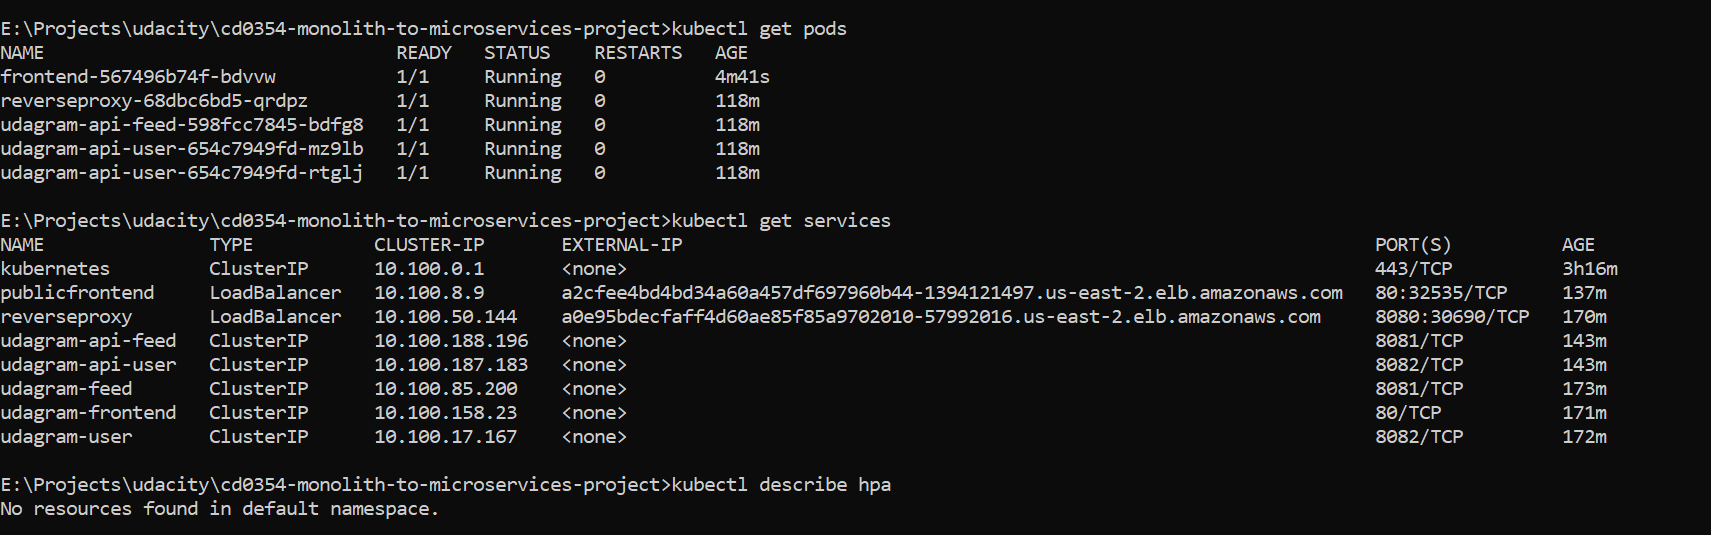 E:\Projects\udacity\cd0354-monolith-to-microservices-project>kubectl get pods
NAME READY STATUS RESTARTS AGE
frontend-567496b74f-bdvvw 1/1 Running 0 4m41s
reverseproxy-68dbc6bd5-qrdpz 1/1 Running 0 118m
udagram-api-feed-598fcc7845-bdfg8 1/1 Running 0 118m
udagram-api-user-654c7949fd-mz9lb 1/1 Running 0 118m
udagram-api-user-654c7949fd-rtglj 1/1 Running 0 118m
E:\Projects\udacity\cd0354-monolith-to-microservices-project>kubectl get services
NAME TYPE CLUSTER-IP EXTERNAL-IP PORT(S) AGE
kubernetes ClusterIP 10.100.0.1 <none> 443/TCP 3h16m
publicfrontend LoadBalancer 10.100.8.9 a2cfee4bd4bd34a60a457df697960b44-1394121497.us-east-2.elb.amazonaws.com 80:32535/TCP 137m
reverseproxy LoadBalancer 10.100.50.144 a0e95bdecfaff4d60ae85f85a9702010-57992016.us-east-2.elb.amazonaws.com 8080:30690/TCP 170m
udagram-api-feed ClusterIP 10.100.188.196 <none> 8081/TCP 143m
udagram-api-user ClusterIP 10.100.187.183 <none> 8082/TCP 143m
udagram-feed ClusterIP 10.100.85.200 <none> 8081/TCP 173m
udagram-frontend ClusterIP 10.100.158.23 <none> 80/TCP 171m
udagram-user ClusterIP 10.100.17.167 <none> 8082/TCP 172m
E:\Projects\udacity\cd0354-monolith-to-microservices-project>kubectl describe hpa
No resources found in default namespace.